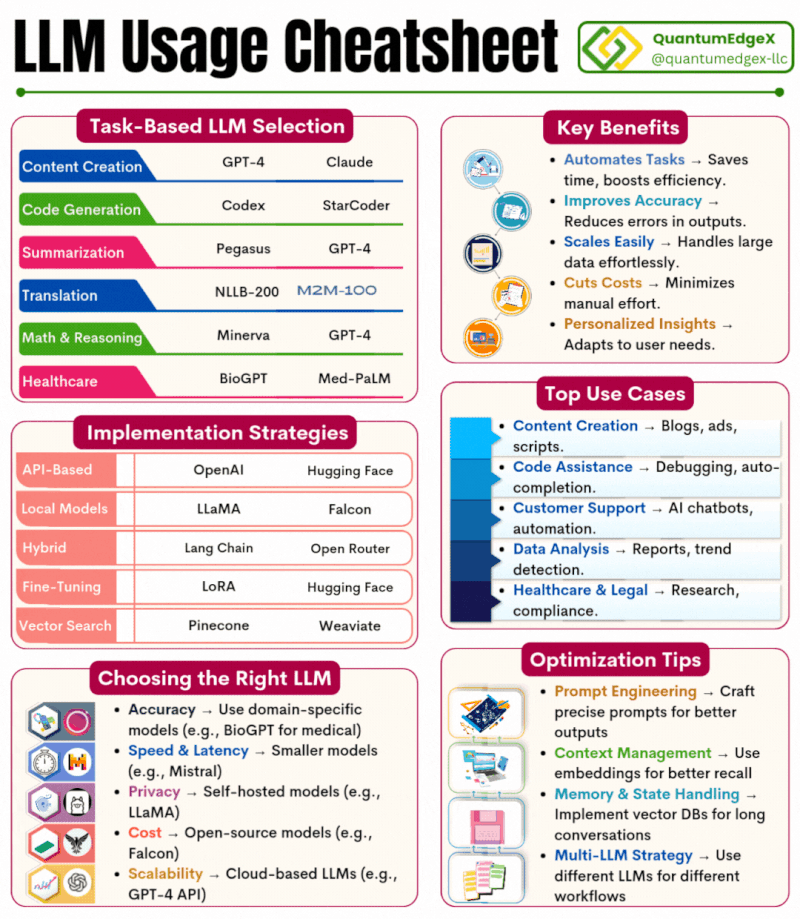 LLM Usage Cheatsheet
QuantumEdgeX
@quantumedgex-llc
Task-Based LLM Selection
Content Creation GPT-4 Claude
Code Generation Codex StarCoder
Summarization Pegasus GPT-4
Translation NLLB-200 M2M-100
Math & Reasoning Minerva GPT-4
Healthcare BioGPT Med-PaLM
Key Benefits
• Automates Tasks → Saves
time, boosts efficiency.
• Improves Accuracy →
Reduces errors in outputs.
• Scales Easily → Handles large
data effortlessly.
• Cuts Costs → Minimizes
manual effort.
• Personalized Insights →
Adapts to user needs.
Implementation Strategies
API-Based OpenAI Hugging Face
Local Models LLaMA Falcon
Hybrid Lang Chain Open Router
Fine-Tuning LoRA Hugging Face
Vector Search Pinecone Weaviate
Top Use Cases
• Content Creation → Blogs, ads,
scripts.
• Code Assistance → Debugging, auto-
completion.
• Customer Support → AI chatbots,
automation.
• Data Analysis → Reports, trend
detection.
• Healthcare & Legal → Research,
compliance.
Choosing the Right LLM
• Accuracy → Use domain-specific
models (e.g., BioGPT for medical)
• Speed & Latency → Smaller models
(e.g., Mistral)
• Privacy → Self-hosted models (e.g.,
LLaMA)
• Cost → Open-source models (e.g.,
Falcon)
• Scalability → Cloud-based LLMs (e.g.,
GPT-4 API)
Optimization Tips
• Prompt Engineering → Craft
precise prompts for better
outputs
• Context Management → Use
embeddings for better recall
• Memory & State Handling →
Implement vector DBs for long
conversations
• Multi-LLM Strategy → Use
different LLMs for different
workflows